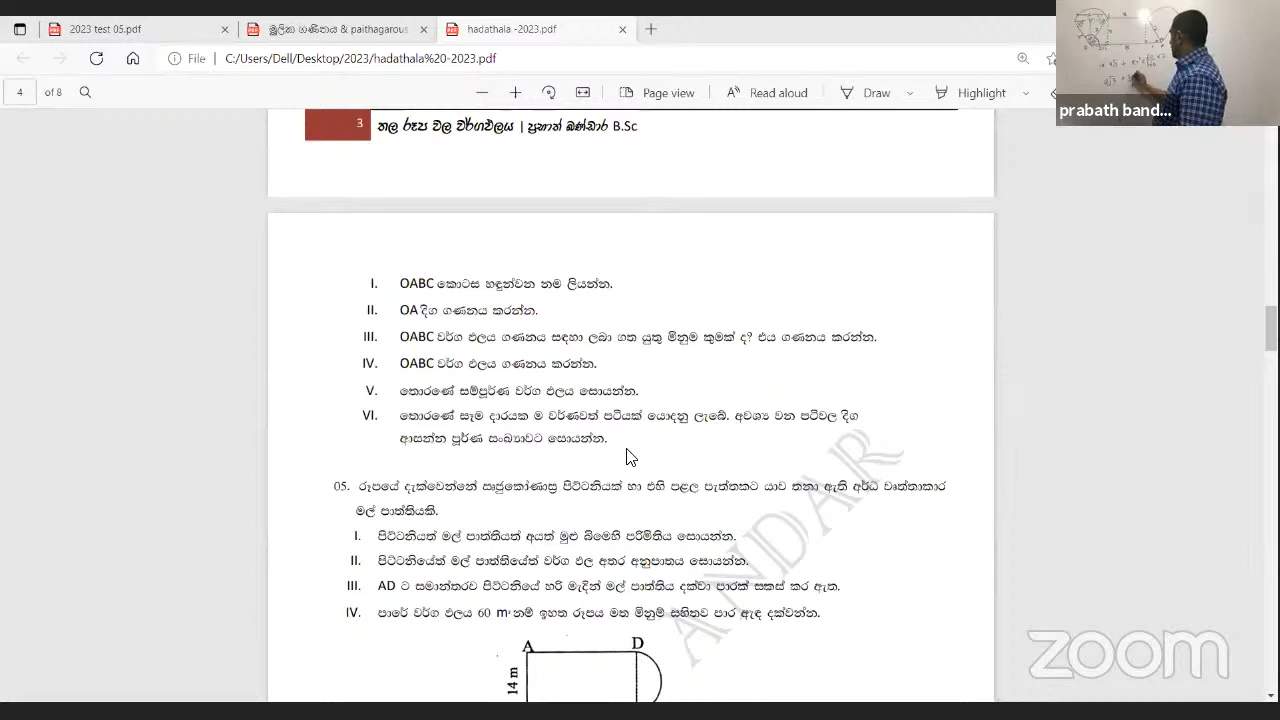 2023 test 05.pdf
මූලික ගණිතය & paithagarous
hadathala -2023.pdf
File
C:/Users/Dell/Desktop/2023/hadathala%20-2023.pdf
4 of 8
Page view
Read aloud
Draw
Highlight
prabath band...
3 තල රූප වල වර්ගඵලය | ප්‍රභාත් බණ්ඩාර B.Sc
I. OABC කොටස හඳුන්වන නම ලියන්න.
II. OA දිග ගණනය කරන්න.
III. OABC වර්ග ඵලය ගණනය සඳහා ලබා ගත යුතු මිනුම කුමක් ද? එය ගණනය කරන්න.
IV. OABC වර්ග ඵලය ගණනය කරන්න.
V. තොරණේ සම්පූර්ණ වර්ග ඵලය සොයන්න.
VI. තොරණේ සෑම දාරයක ම වර්ණවත් පටියක් යොදනු ලැබේ. අවශ්‍ය වන පටිවල දිග
ආසන්න පූර්ණ සංඛ්‍යාවට සොයන්න.
05. රූපයේ දැක්වෙන්නේ සෘජුකෝණාස්‍ර පිට්ටනියක් හා එහි පළල පැත්තකට යාව තනා ඇති අර්ධ වෘත්තාකාර
මල් පාත්තියකි.
I. පිට්ටනියත් මල් පාත්තියත් අයත් මුළු බිමෙහි පරිමිතිය සොයන්න.
II. පිට්ටනියේත් මල් පාත්තියේත් වර්ග ඵල අතර අනුපාතය සොයන්න.
III. AD ට සමාන්තරව පිට්ටනියේ හරි මැදින් මල් පාත්තිය දක්වා පාරක් සකස් කර ඇත.
IV. පාරේ වර්ග ඵලය 60 m² නම් ඉහත රූපය මත මිනුම් සහිතව පාර ඇඳ දක්වන්න.
A D
14 m
ANDAR
zoom